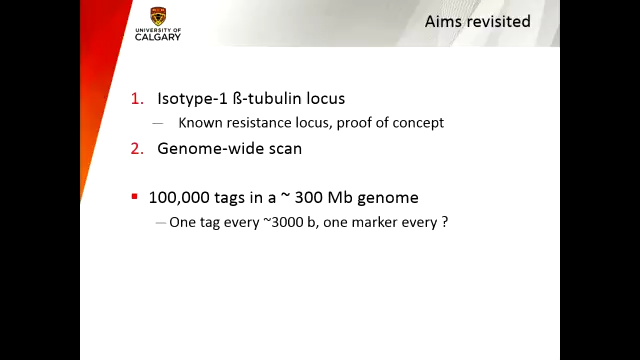 UNIVERSITY OF
CALGARY
Aims revisited
1. Isotype-1 ß-tubulin locus
— Known resistance locus, proof of concept
2. Genome-wide scan
▪ 100,000 tags in a ~ 300 Mb genome
— One tag every ~3000 b, one marker every ?